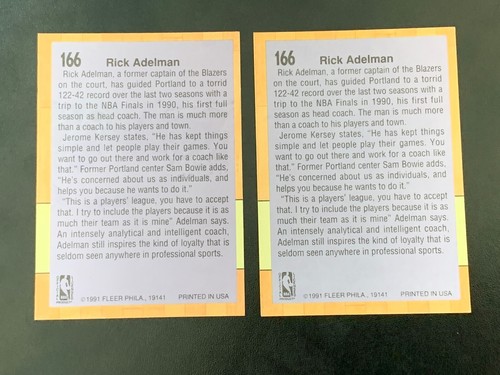 166 Rick Adelman
Rick Adelman, a former captain of the Blazers
on the court, has guided Portland to a torrid
122-42 record over the last two seasons with a
trip to the NBA Finals in 1990, his first full
season as head coach. The man is much more
than a coach to his players and town.
Jerome Kersey states, "He has kept things
simple and let people play their games. You
want to go out there and work for a coach like
that." Former Portland center Sam Bowie adds,
"He's concerned about us as individuals, and
helps you because he wants to do it."
"This is a players' league, you have to accept
that. I try to include the players because it is as
much their team as it is mine" Adelman says.
An intensely analytical and intelligent coach,
Adelman still inspires the kind of loyalty that is
seldom seen anywhere in professional sports.
©1991 FLEER PHILA., 19141 PRINTED IN USA
166 Rick Adelman
Rick Adelman, a former captain of the Blazers
on the court, has guided Portland to a torrid
122-42 record over the last two seasons with a
trip to the NBA Finals in 1990, his first full
season as head coach. The man is much more
than a coach to his players and town.
Jerome Kersey states, "He has kept things
simple and let people play their games. You
want to go out there and work for a coach like
that." Former Portland center Sam Bowie adds,
"He's concerned about us as individuals, and
helps you because he wants to do it."
"This is a players' league, you have to accept
that. I try to include the players because it is as
much their team as it is mine" Adelman says.
An intensely analytical and intelligent coach,
Adelman still inspires the kind of loyalty that is
seldom seen anywhere in professional sports.
©1991 FLEER PHILA., 19141 PRINTED IN USA